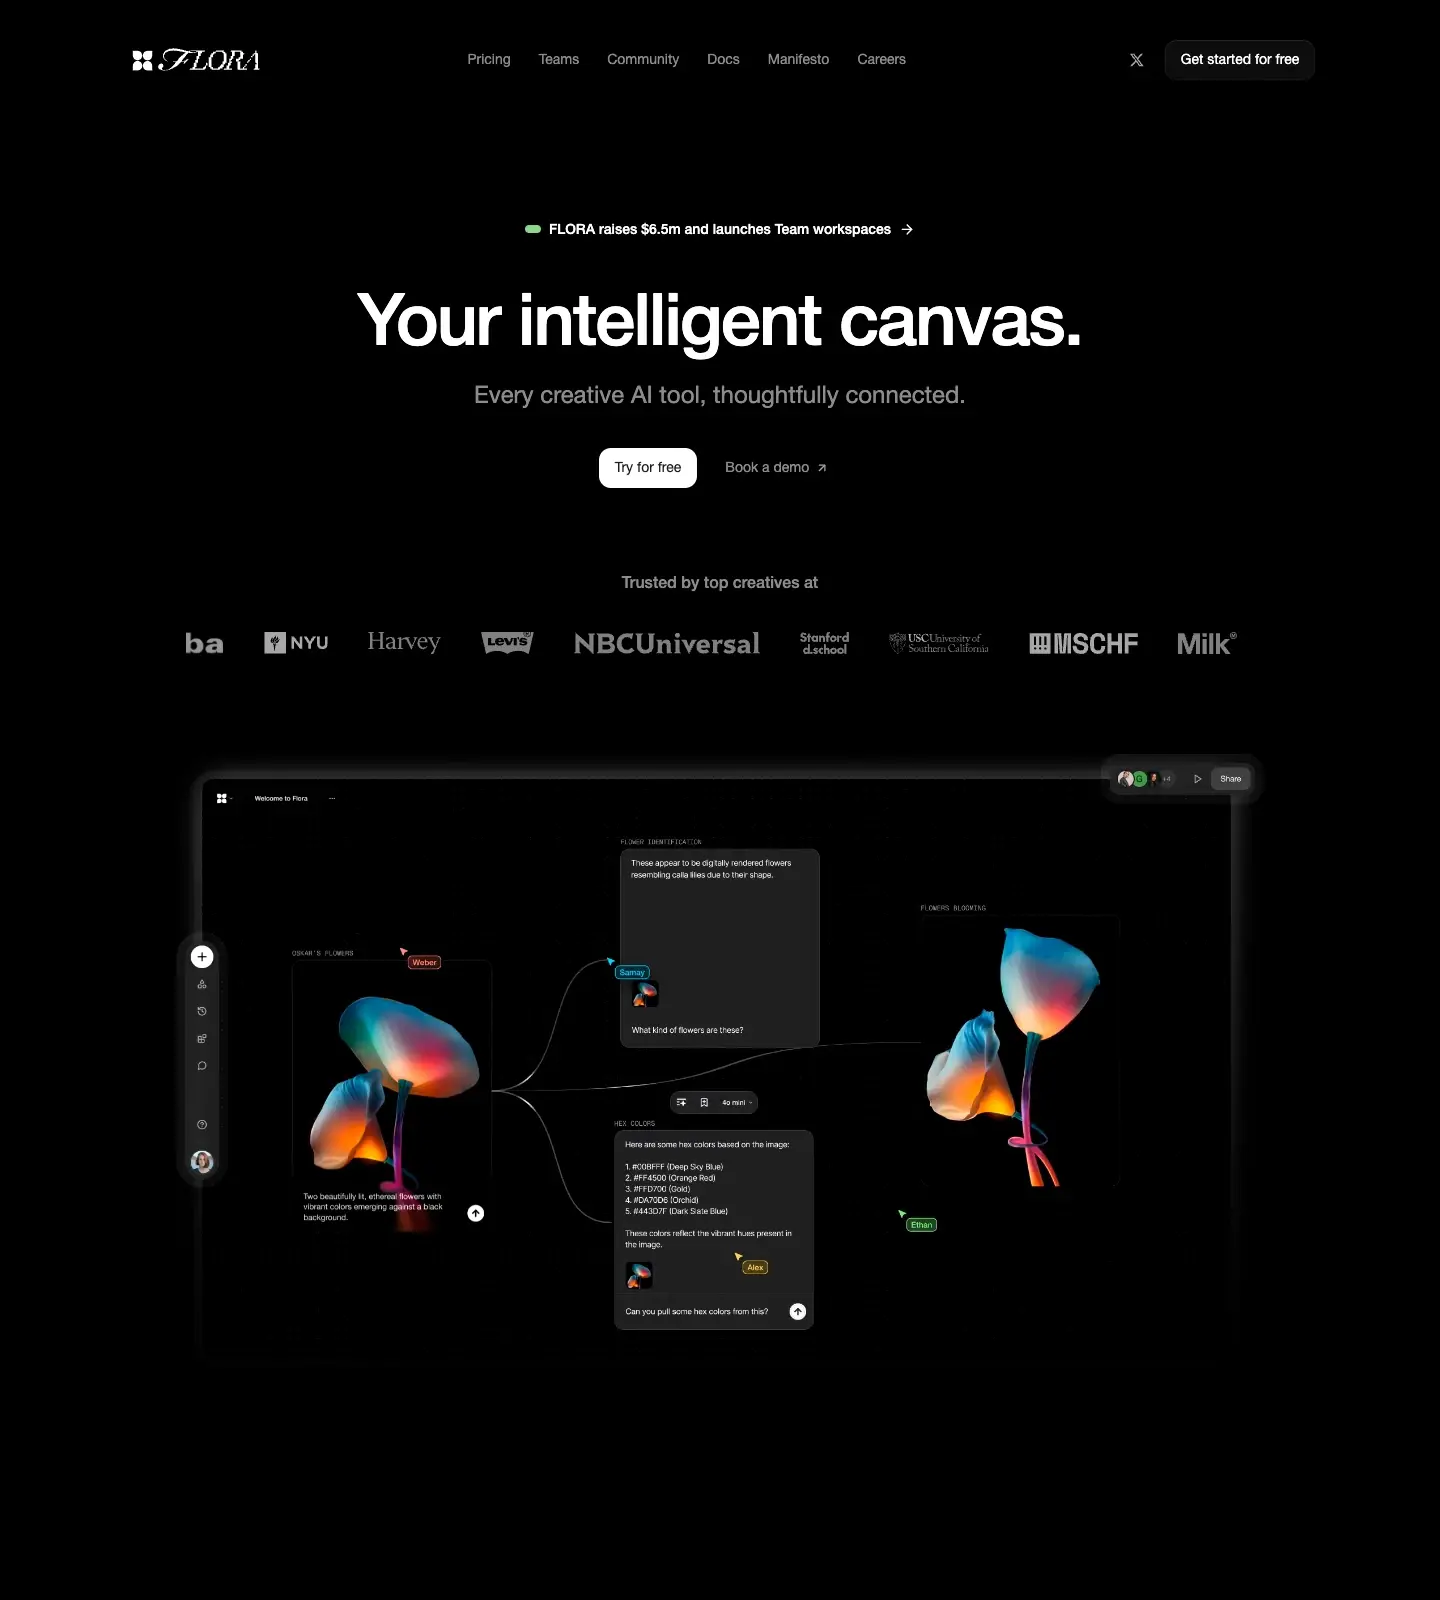 FLORA
Pricing
Teams
Community
Docs
Manifesto
Careers
Get started for free
FLORA raises $6.5m and launches Team workspaces
Your intelligent canvas.
Every creative AI tool, thoughtfully connected.
Try for free
Book a demo
Trusted by top creatives at
ba
NYU
Harvey
Levi's
NBCUniversal
Stanford
d.school
USC University of
Southern California
MSCHF
Milk
G
+4
Share
Welcome to Flora
FLOWER IDENTIFICATION
These appear to be digitally rendered flowers
resembling calla lilies due to their shape.
Samay
What kind of flowers are these?
FLOWERS BLOOMING
OSKAR'S FLOWERS
Weber
Two beautifully lit, ethereal flowers with
vibrant colors emerging against a black
background.
4o mini
HEX COLORS
Here are some hex colors based on the image:
1. #00BFFF (Deep Sky Blue)
2. #FF4500 (Orange Red)
3. #FFD700 (Gold)
4. #DA70D6 (Orchid)
5. #443D7F (Dark Slate Blue)
These colors reflect the vibrant hues present in
the image.
Alex
Can you pull some hex colors from this?
Ethan